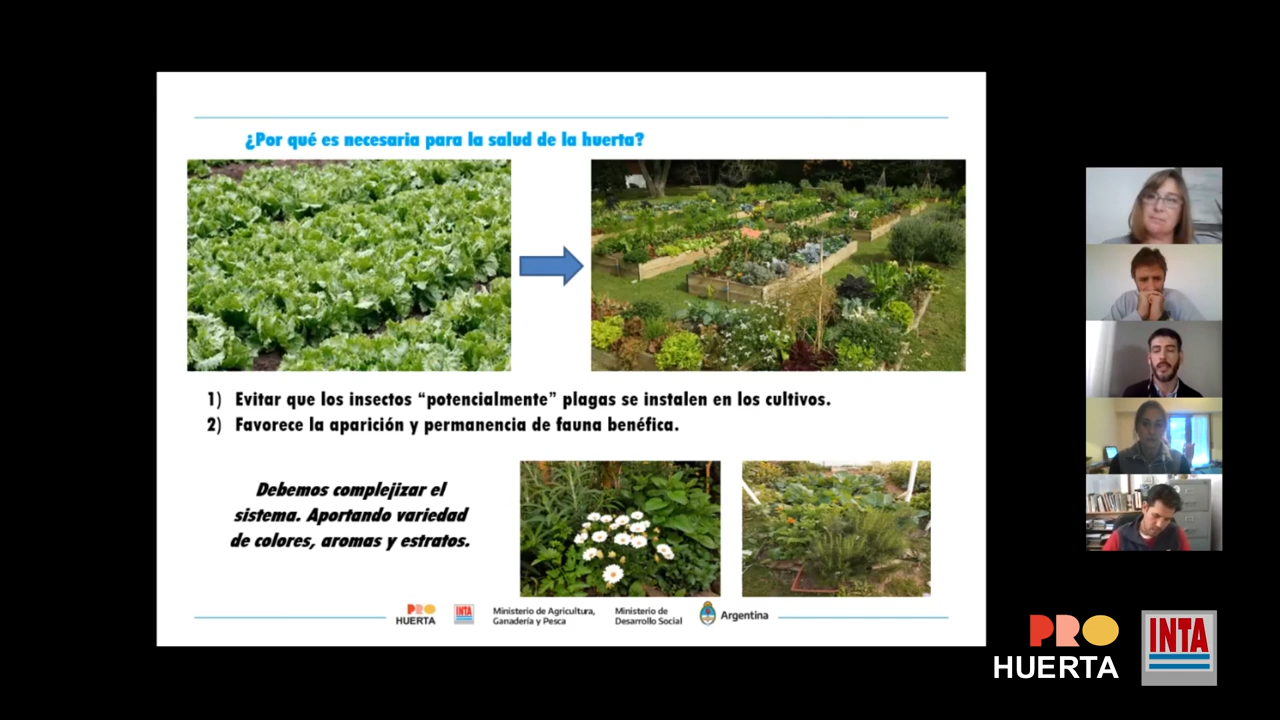 ¿Por qué es necesaria para la salud de la huerta?
1) Evitar que los insectos “potencialmente” plagas se instalen en los cultivos.
2) Favorece la aparición y permanencia de fauna benéfica.
Debemos complejizar el
sistema. Aportando variedad
de colores, aromas y estratos.
PRO
HUERTA
INTA
Ministerio de Agricultura,
Ganadería y Pesca
Ministerio de
Desarrollo Social
Argentina
PRO
HUERTA
INTA